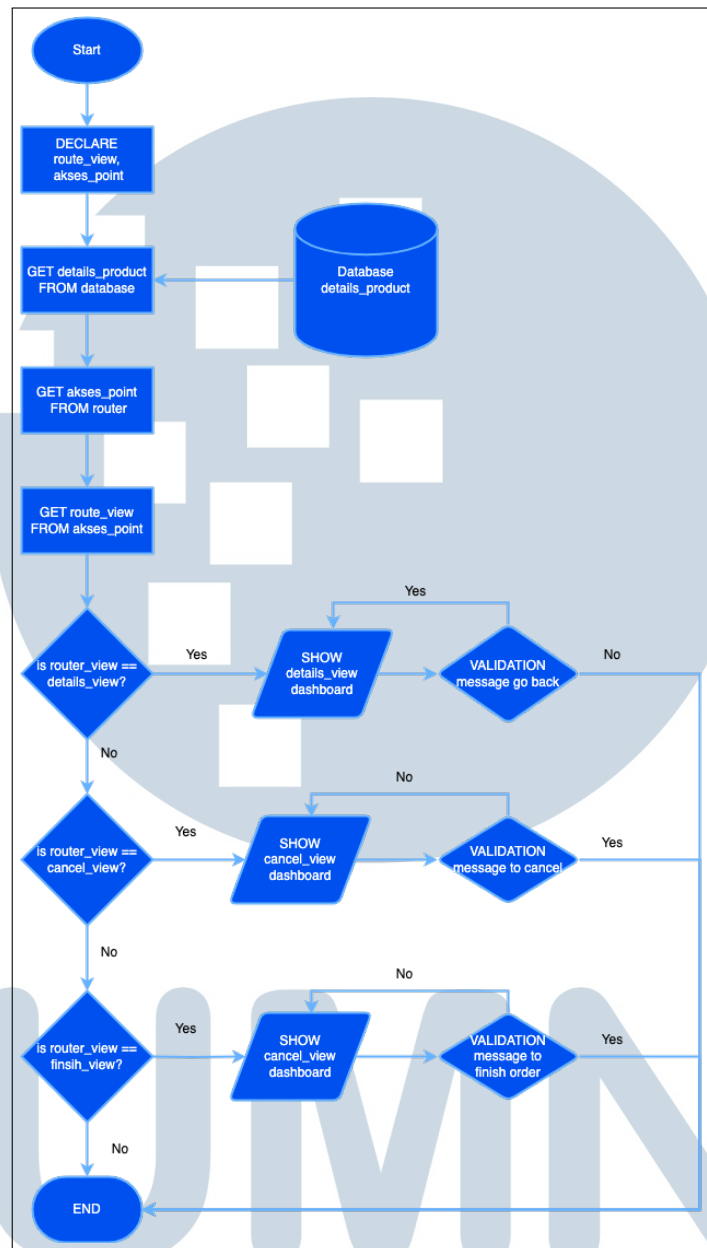 Start
DECLARE
route_view,
akses_point
GET details_product
FROM database
Database
details_product
GET akses_point
FROM router
GET route_view
FROM akses_point
Yes
is router_view ==
details_view?
Yes
SHOW
details_view
dashboard
VALIDATION
message go back
No
No
No
is router_view ==
cancel_view?
Yes
SHOW
cancel_view
dashboard
VALIDATION
message to cancel
Yes
No
No
is router_view ==
finsih_view?
Yes
SHOW
cancel_view
dashboard
VALIDATION
message to
finish order
Yes
No
END
UMN